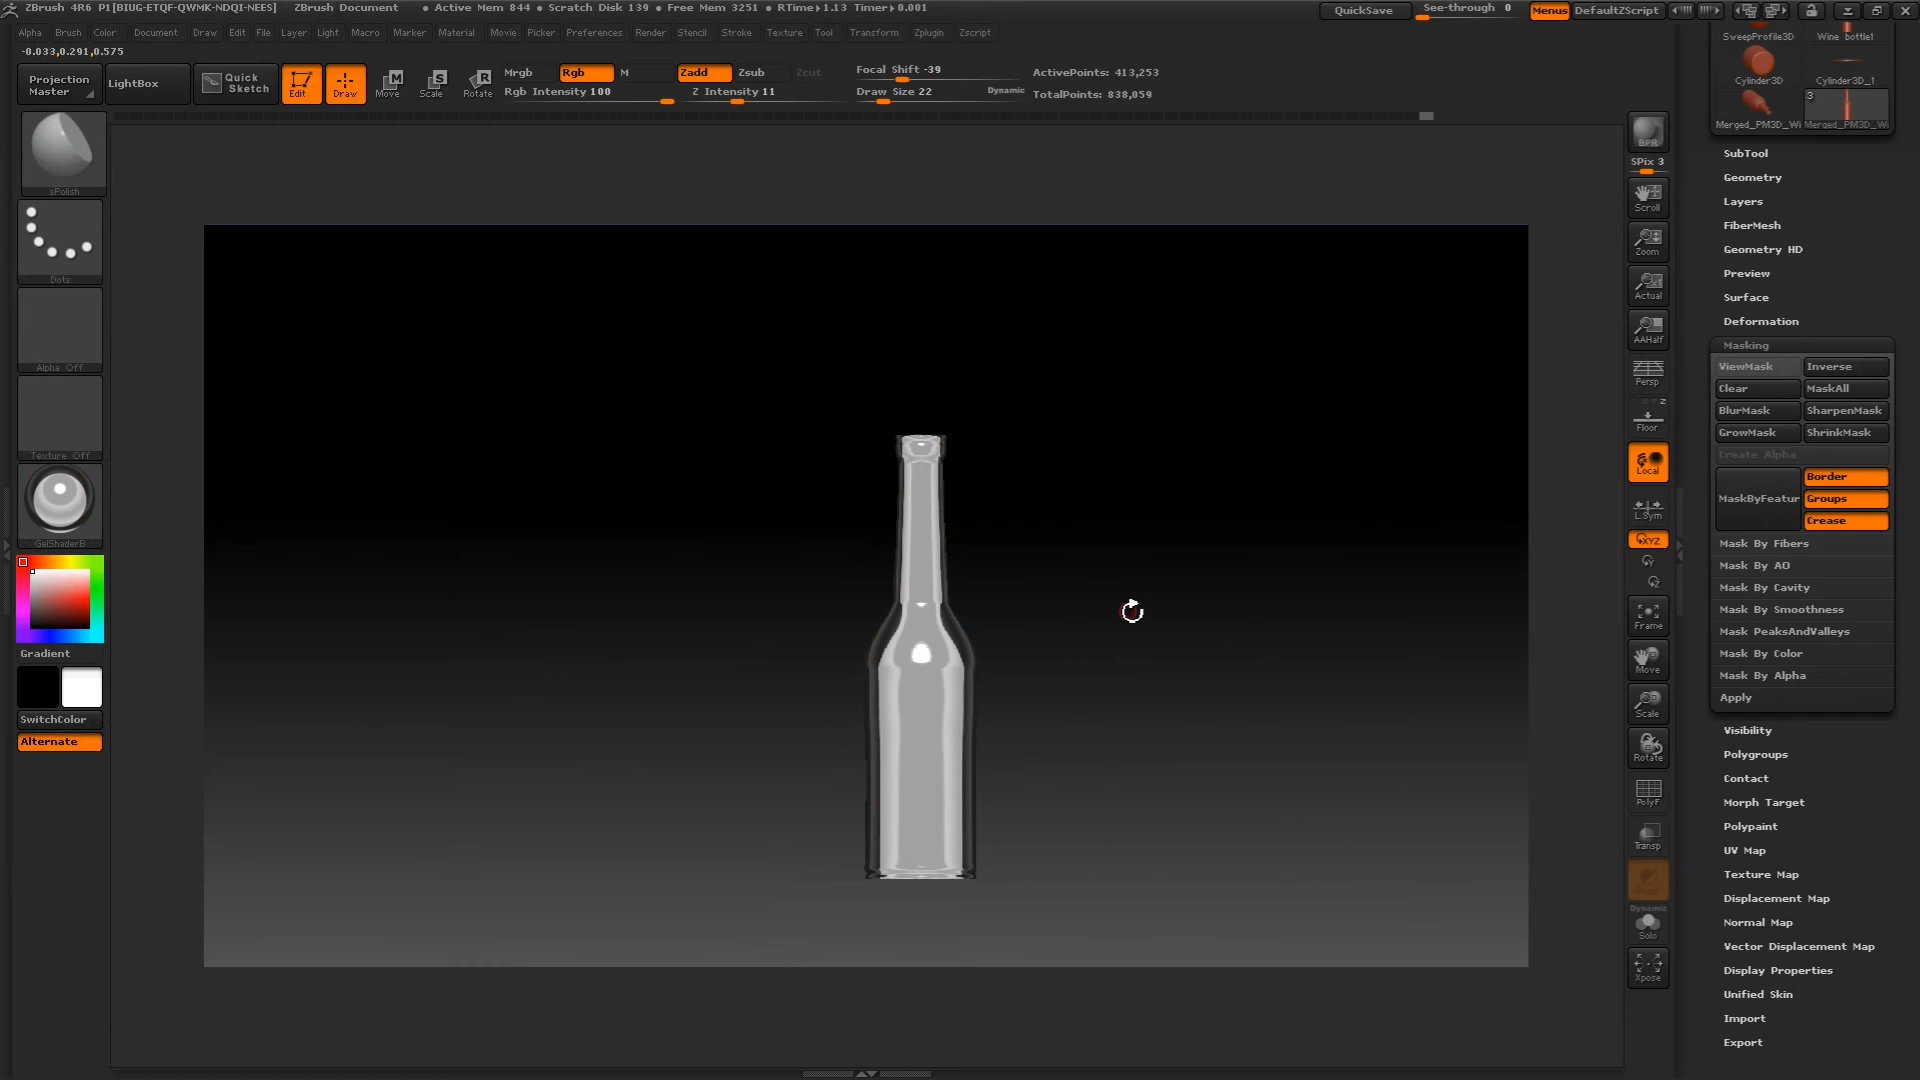 ZBrush 4R6 P1[BIUG-ETQF-QWMK-NDQI-NEES] ZBrush Document • Active Mem 844 • Scratch Disk 139 • Free Mem 3251 • RTime▸1.13 Timer▸0.001 QuickSave See-through 0 Menus DefaultZScript
Alpha Brush Color Document Draw Edit File Layer Light Macro Marker Material Movie Picker Preferences Render Stencil Stroke Texture Tool Transform Zplugin Zscript
-0.033,0.291,0.575
Projection Master
LightBox
Quick Sketch
Edit
Draw
Move
Scale
Rotate
Mrgb Rgb M
Rgb Intensity 100
Zadd Zsub Zcut
Z Intensity 11
Focal Shift -39
Draw Size 22 Dynamic
ActivePoints: 413,253
TotalPoints: 838,059
sPolish
Dots
Alpha Off
Texture Off
GelShaderB
Gradient
SwitchColor
Alternate
BPR
SPix 3
Scroll
Zoom
Actual
AAHalf
Persp
Floor
Local
L.Sym
XYZ
Y
Z
Frame
Move
Scale
Rotate
PolyF
Transp
Dynamic
Solo
Xpose
SweepProfile3D Wine_bottle1
Cylinder3D Cylinder3D_1
3
Merged_PM3D_Wi Merged_PM3D_Wi
SubTool
Geometry
Layers
FiberMesh
Geometry HD
Preview
Surface
Deformation
Masking
ViewMask Inverse
Clear MaskAll
BlurMask SharpenMask
GrowMask ShrinkMask
Create Alpha
MaskByFeatur Border
Groups
Crease
Mask By Fibers
Mask By AO
Mask By Cavity
Mask By Smoothness
Mask PeaksAndValleys
Mask By Color
Mask By Alpha
Apply
Visibility
Polygroups
Contact
Morph Target
Polypaint
UV Map
Texture Map
Displacement Map
Normal Map
Vector Displacement Map
Display Properties
Unified Skin
Import
Export